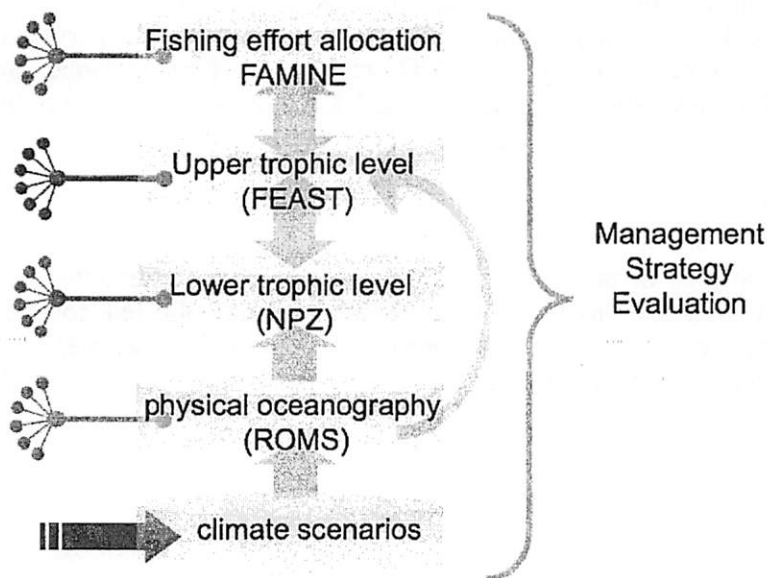 Fishing effort allocation
FAMINE
Upper trophic level
(FEAST)
Lower trophic level
(NPZ)
physical oceanography
(ROMS)
climate scenarios
Management
Strategy
Evaluation